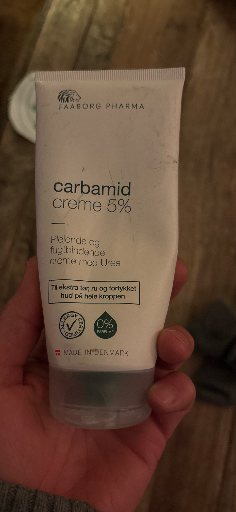 FAABORG PHARMA
carbamid
creme 5%
Plejende og
fugtbindende
creme med Urea
Til ekstra tør, ru og fortykket
hud på hele kroppen
0%
MADE IN DENMARK